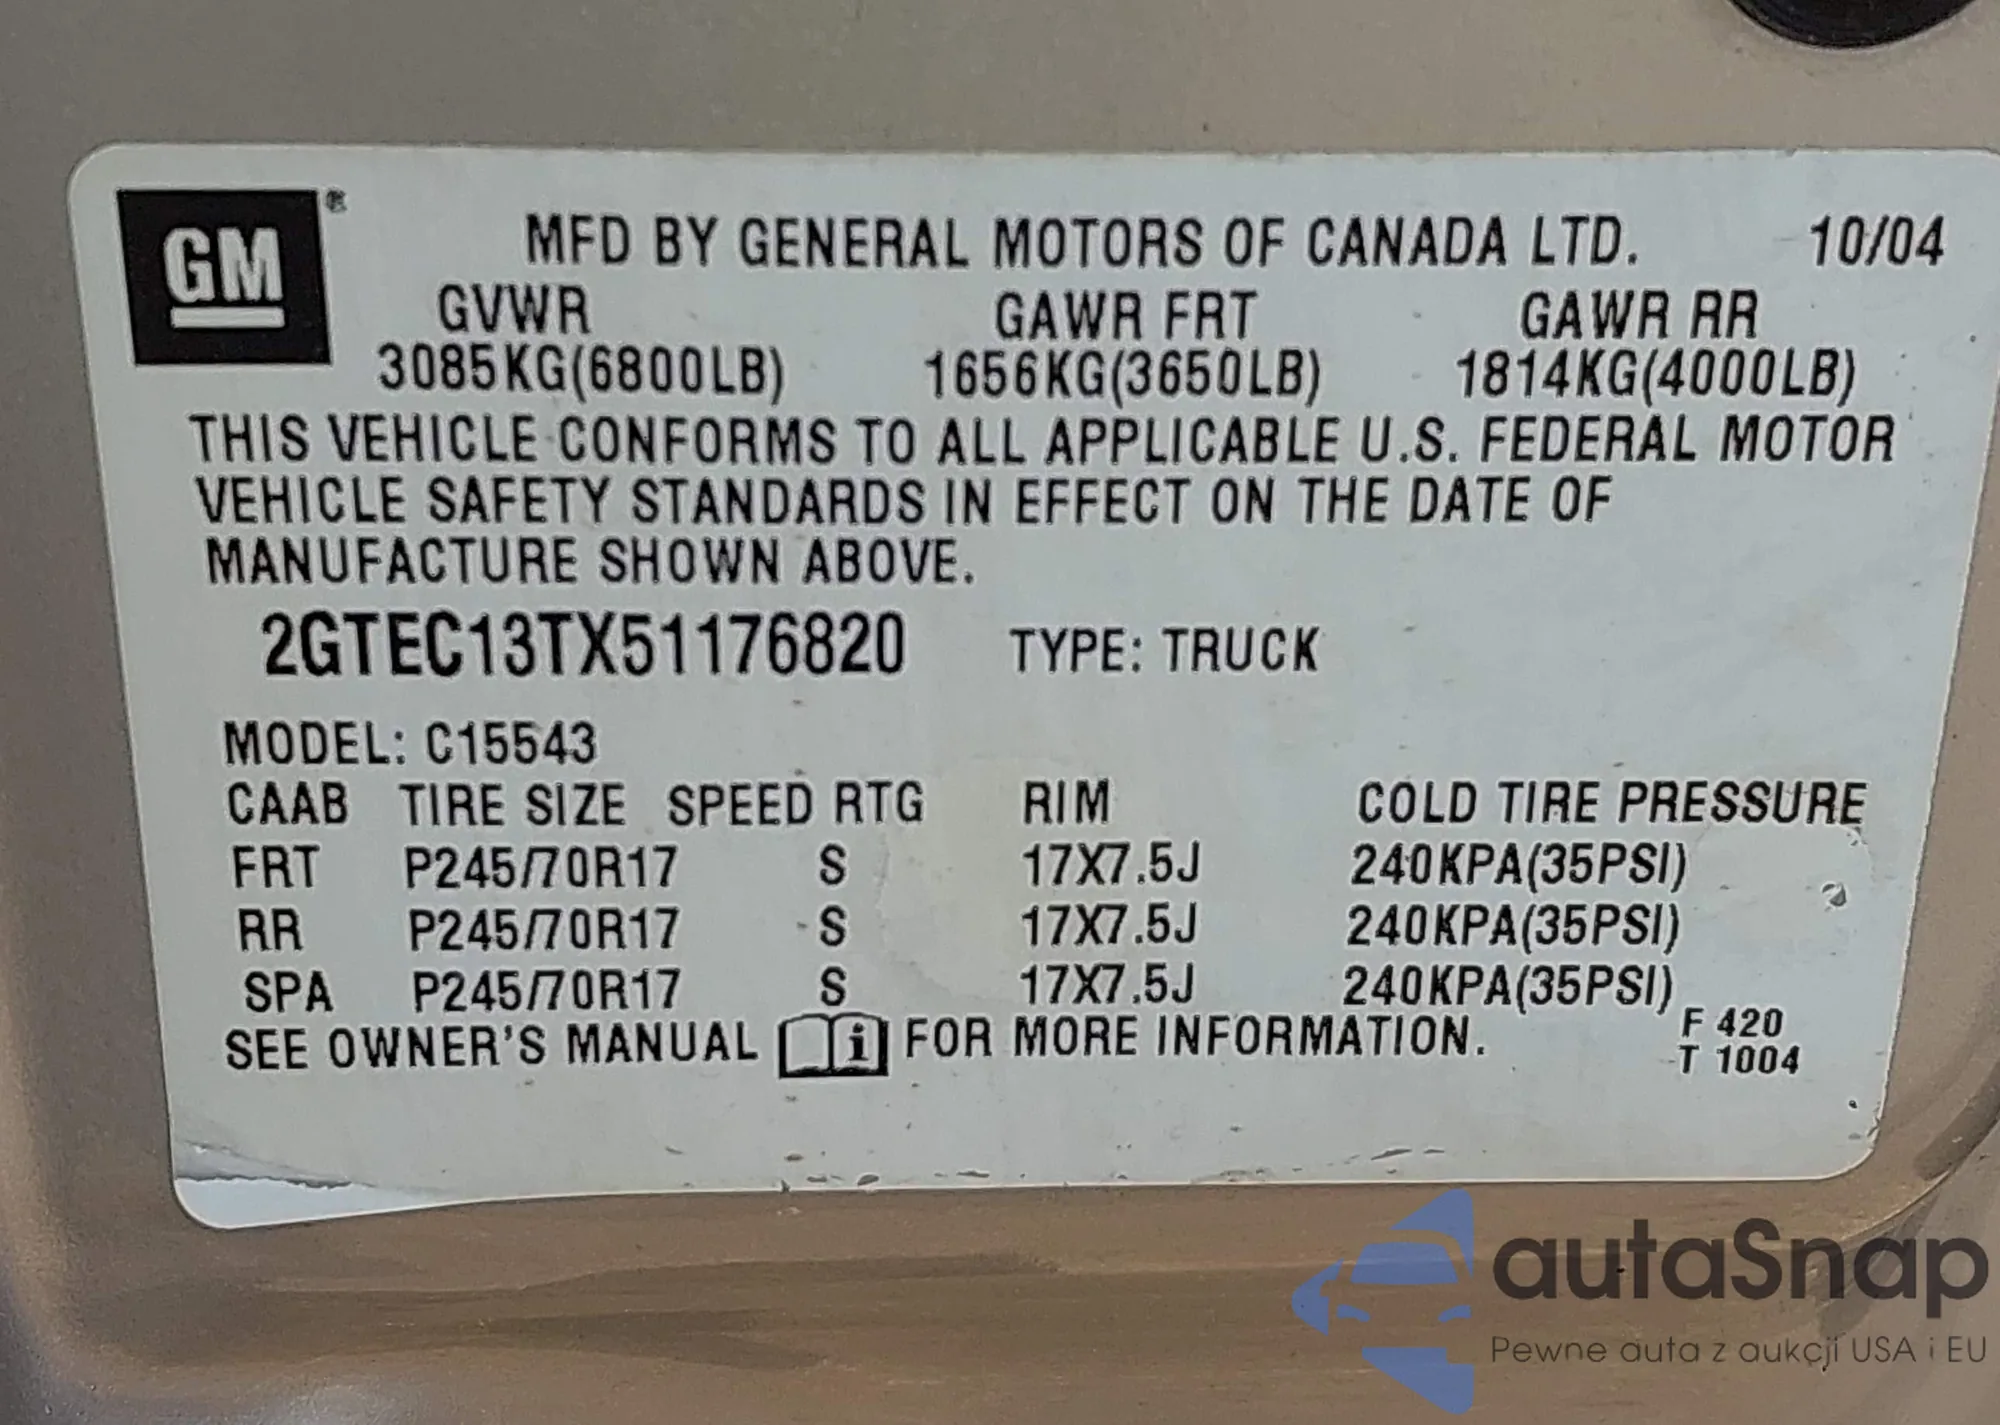 GM ®
MFD BY GENERAL MOTORS OF CANADA LTD. 10/04
GVWR GAWR FRT GAWR RR
3085KG(6800LB) 1656KG(3650LB) 1814KG(4000LB)
THIS VEHICLE CONFORMS TO ALL APPLICABLE U.S. FEDERAL MOTOR
VEHICLE SAFETY STANDARDS IN EFFECT ON THE DATE OF
MANUFACTURE SHOWN ABOVE.
2GTEC13TX51176820 TYPE: TRUCK
MODEL: C15543
CAAB TIRE SIZE SPEED RTG RIM COLD TIRE PRESSURE
FRT P245/70R17 S 17X7.5J 240KPA(35PSI)
RR P245/70R17 S 17X7.5J 240KPA(35PSI)
SPA P245/70R17 S 17X7.5J 240KPA(35PSI)
SEE OWNER'S MANUAL i FOR MORE INFORMATION.
F 420
T 1004
autaSnap
Pewne auta z aukcji USA i EU